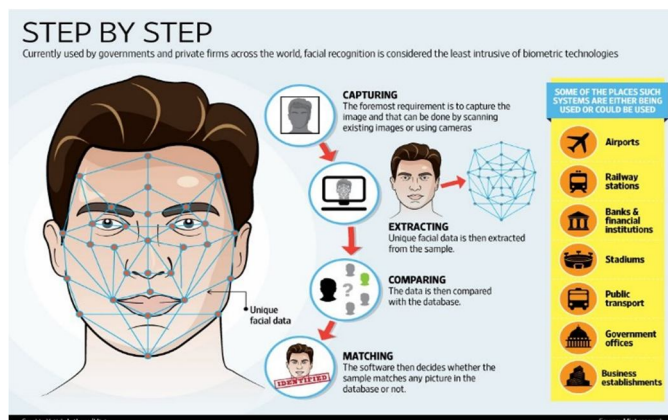 STEP BY STEP
Currently used by governments and private firms across the world, facial recognition is considered the least intrusive of biometric technologies
CAPTURING
The foremost requirement is to capture the
image and that can be done by scanning
existing images or using cameras
EXTRACTING
Unique facial data is then extracted
from the sample.
COMPARING
The data is then compared
with the database.
?
Unique
facial data
MATCHING
The software then decides whether the
sample matches any picture in the
database or not.
IDENTIFIED
SOME OF THE PLACES SUCH
SYSTEMS ARE EITHER BEING
USED OR COULD BE USED
Airports
Railway
stations
Banks &
financial
institutions
Stadiums
Public
transport
Government
offices
Business
establishments